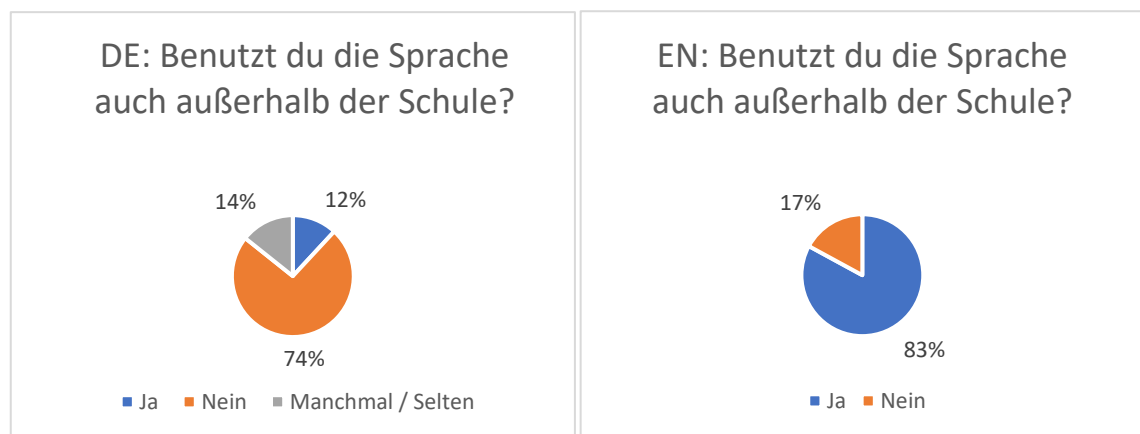 DE: Benutzt du die Sprache
auch außerhalb der Schule?
14%
12%
74%
Ja Nein Manchmal / Selten
EN: Benutzt du die Sprache
auch außerhalb der Schule?
17%
83%
Ja Nein